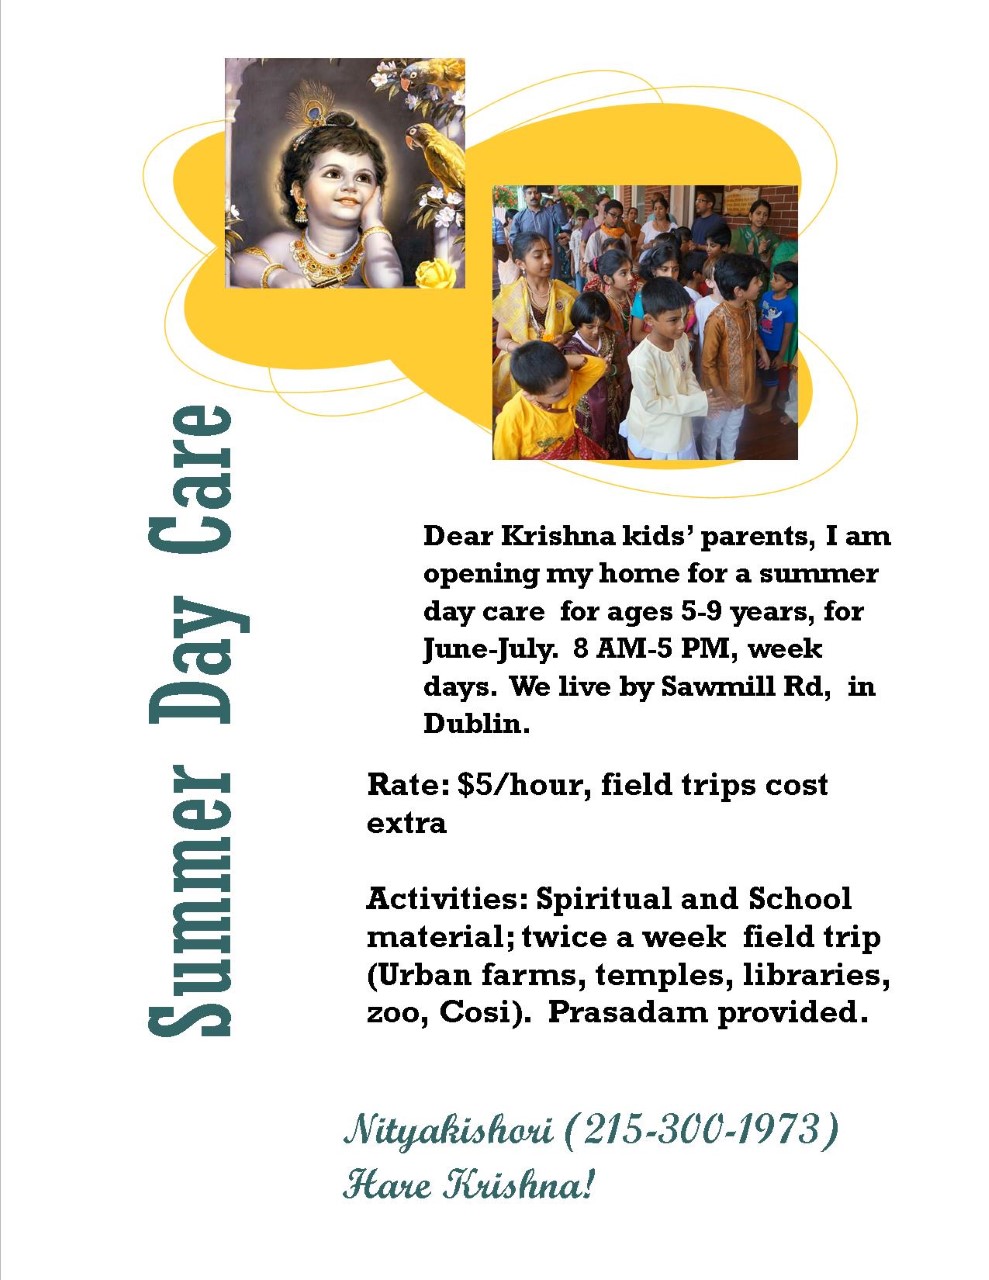 Summer Day Care
Dear Krishna kids’ parents, I am
opening my home for a summer
day care for ages 5-9 years, for
June-July. 8 AM-5 PM, week
days. We live by Sawmill Rd, in
Dublin.
Rate: $5/hour, field trips cost
extra
Activities: Spiritual and School
material; twice a week field trip
(Urban farms, temples, libraries,
zoo, Cosi). Prasadam provided.
Nityakishori (215-300-1973)
Hare Krishna!